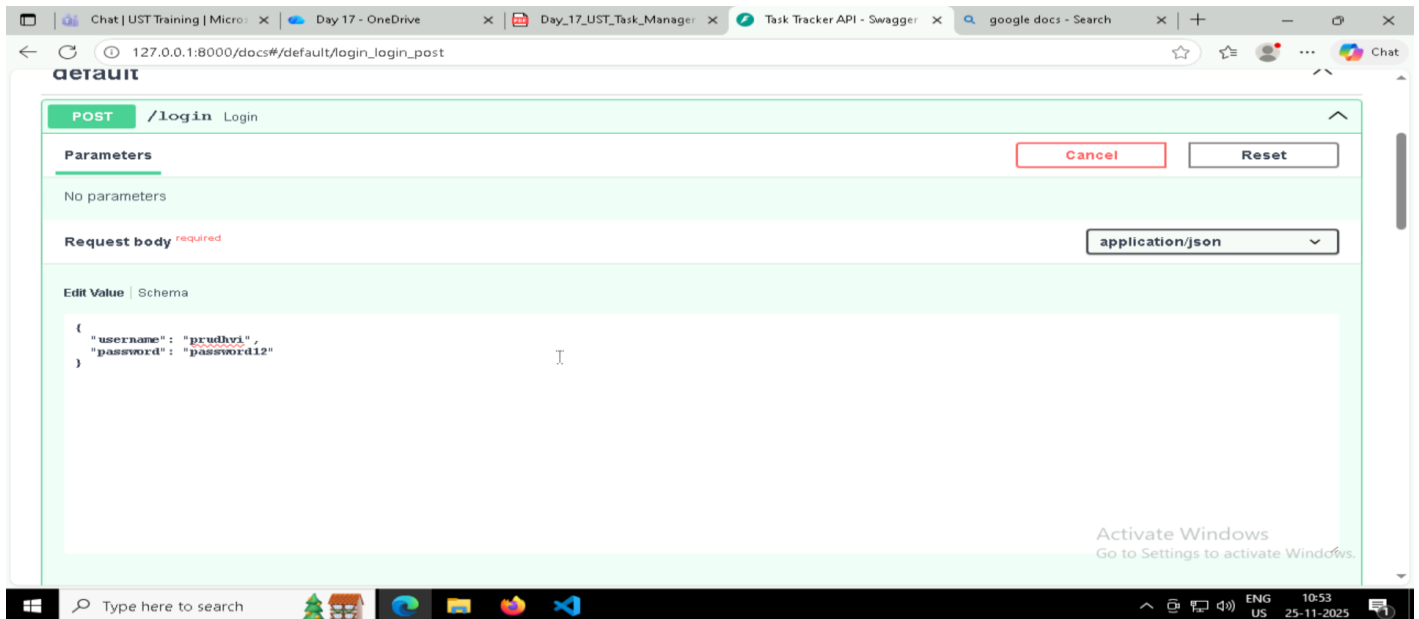 Chat | UST Training | Micro
Day 17 - OneDrive
Day_17_UST_Task_Manager
Task Tracker API - Swagger
google docs - Search
127.0.0.1:8000/docs#/default/login_login_post
Chat
default
POST /login Login
Parameters
Cancel
Reset
No parameters
Request body required
application/json
Edit Value | Schema
{
"username": "prudhvi",
"password": "password12"
}
Activate Windows
Go to Settings to activate Windows.
Type here to search
ENG
US
10:53
25-11-2025
1